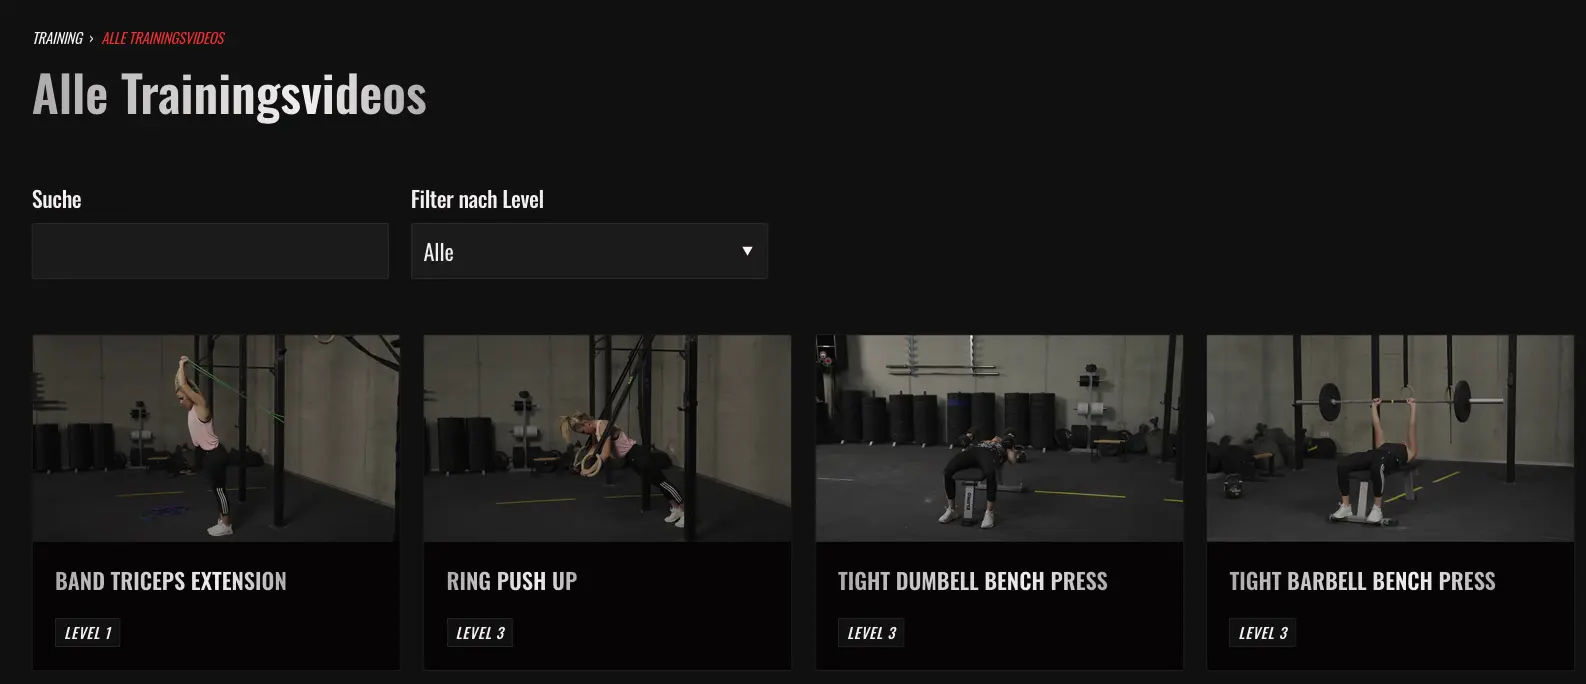 TRAINING › ALLE TRAININGSVIDEOS
Alle Trainingsvideos
Suche
Filter nach Level
Alle
BAND TRICEPS EXTENSION
LEVEL 1
RING PUSH UP
LEVEL 3
TIGHT DUMBELL BENCH PRESS
LEVEL 3
TIGHT BARBELL BENCH PRESS
LEVEL 3